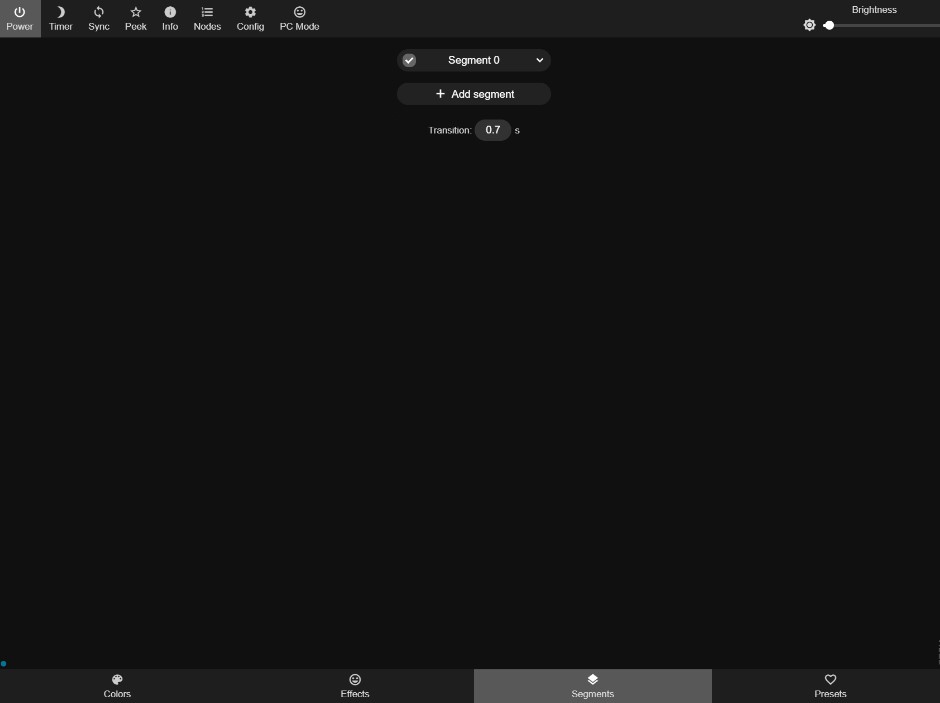 Power Timer Sync Peek Info Nodes Config PC Mode
Brightness
Segment 0
+ Add segment
Transition: 0.7 s
Colors Effects Segments Presets